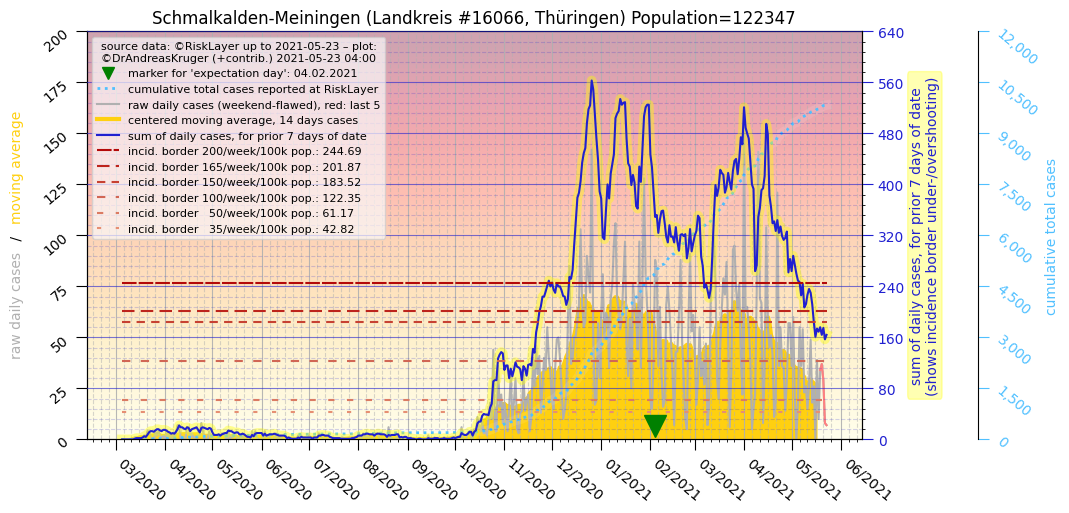 Schmalkalden-Meiningen (Landkreis #16066, Thüringen) Population=122347
source data: ©RiskLayer up to 2021-05-23 – plot:
©DrAndreasKruger (+contrib.) 2021-05-23 04:00
marker for 'expectation day': 04.02.2021
cumulative total cases reported at RiskLayer
raw daily cases (weekend-flawed), red: last 5
centered moving average, 14 days cases
sum of daily cases, for prior 7 days of date
incid. border 200/week/100k pop.: 244.69
incid. border 165/week/100k pop.: 201.87
incid. border 150/week/100k pop.: 183.52
incid. border 100/week/100k pop.: 122.35
incid. border 50/week/100k pop.: 61.17
incid. border 35/week/100k pop.: 42.82
raw daily cases / moving average
200
175
150
125
100
75
50
25
0
03/2020
04/2020
05/2020
06/2020
07/2020
08/2020
09/2020
10/2020
11/2020
12/2020
01/2021
02/2021
03/2021
04/2021
05/2021
06/2021
640
560
480
400
320
240
160
80
0
sum of daily cases, for prior 7 days of date
(shows incidence border under-/overshooting)
12,000
10,500
9,000
7,500
6,000
4,500
3,000
1,500
0
cumulative total cases